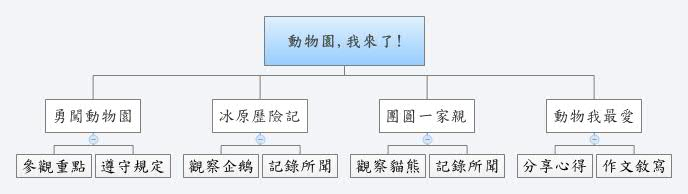 動物園,我來了!
勇闖動物園
冰原歷險記
團圓一家親
動物我最愛
參觀重點
遵守規定
觀察企鵝
記錄所聞
觀察貓熊
記錄所聞
分享心得
作文敘寫